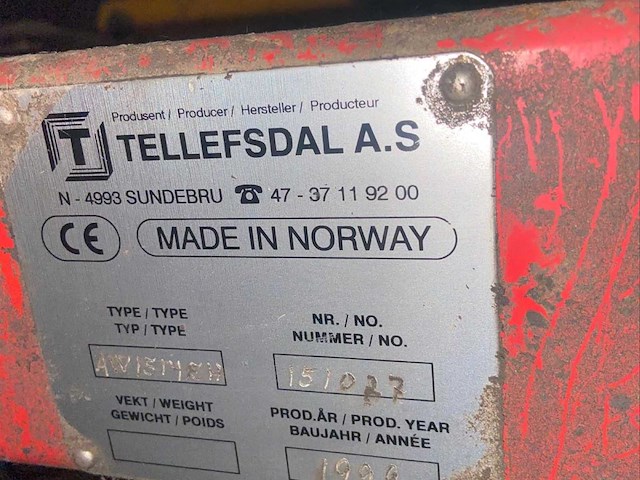 Produsent / Producer / Hersteller / Producteur
T TELLEFSDAL A.S
N - 4993 SUNDEBRU ☎ 47 - 37 11 92 00
CE MADE IN NORWAY
TYPE / TYPE
TYP / TYPE
NR. / NO.
NUMMER / NO.
151027
VEKT / WEIGHT
GEWICHT / POIDS
PROD.ÅR / PROD. YEAR
BAUJAHR / ANNÉE